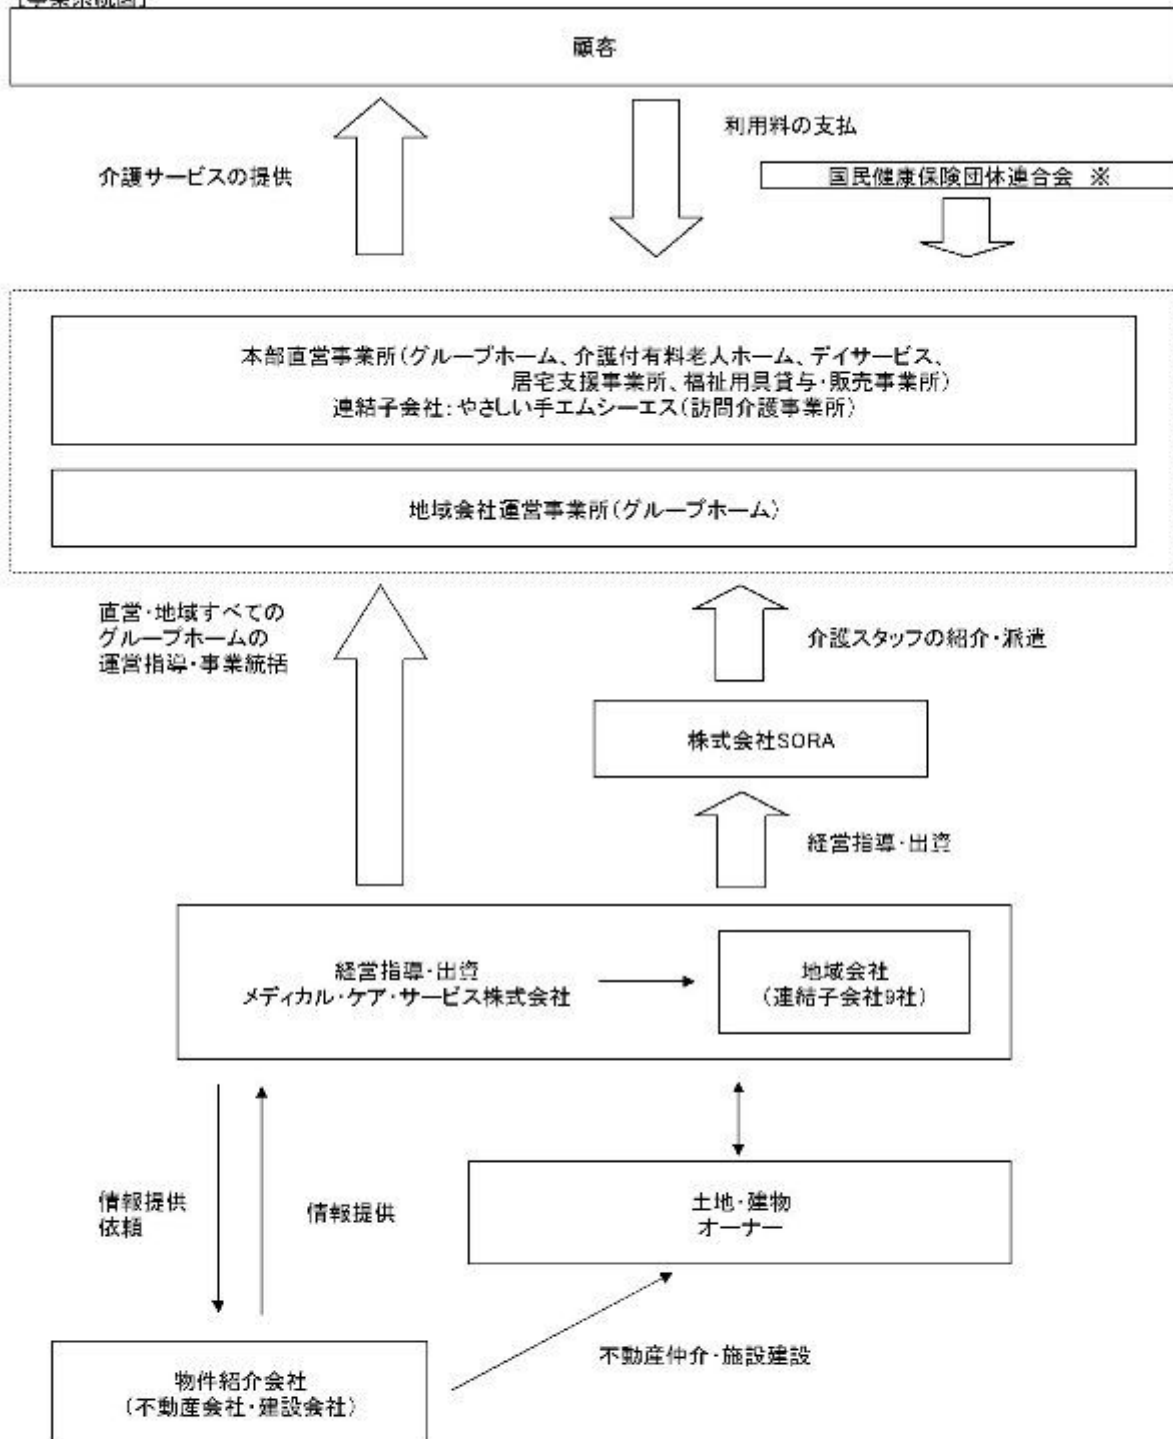 [事業系統図]
顧客
利用料の支払
介護サービスの提供
国民健康保険団体連合会 ※
本部直営事業所(グループホーム、介護付有料老人ホーム、デイサービス、
居宅支援事業所、福祉用具貸与・販売事業所)
連結子会社：やさしい手エムシーエス(訪問介護事業所)
地域会社運営事業所(グループホーム)
直営・地域すべての
グループホームの
運営指導・事業統括
介護スタッフの紹介・派遣
株式会社SORA
経営指導・出資
経営指導・出資
メディカル・ケア・サービス株式会社
地域会社
(連結子会社9社)
情報提供
依頼
情報提供
土地・建物
オーナー
不動産仲介・施設建設
物件紹介会社
(不動産会社・建設会社)